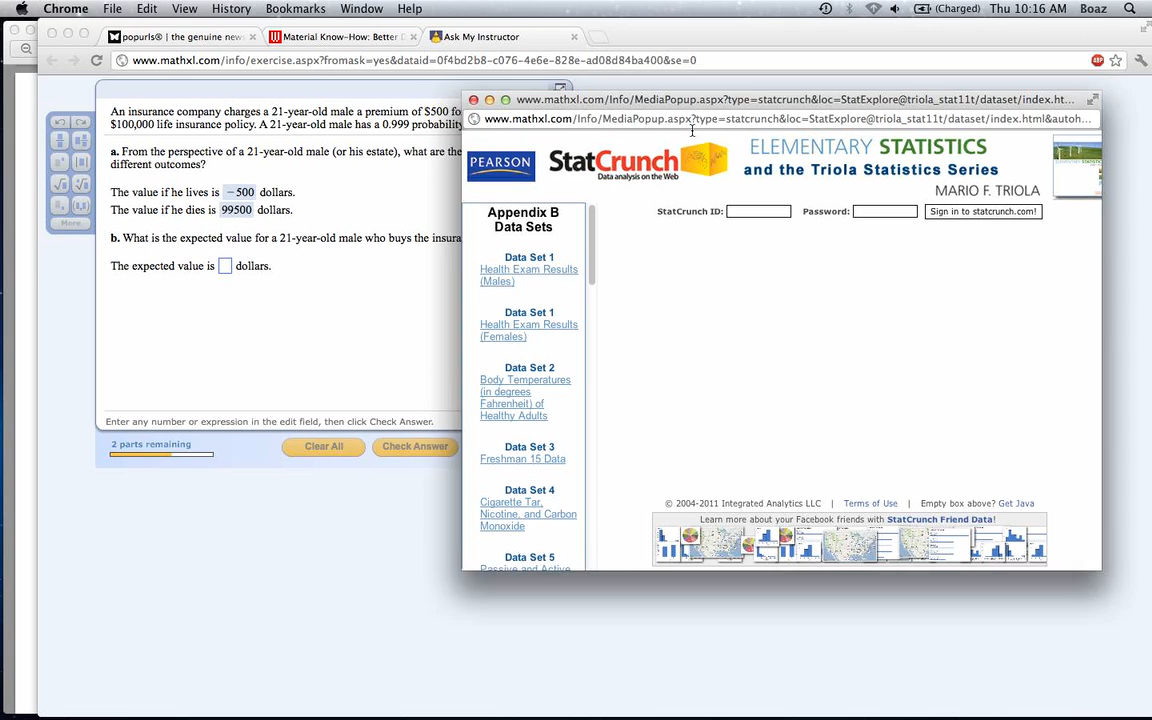 Chrome File Edit View History Bookmarks Window Help (Charged) Thu 10:16 AM Boaz
popurls® | the genuine new Material Know-How: Better Ask My Instructor
www.mathxl.com/info/exercise.aspx?fromask=yes&dataid=0f4bd2b8-c076-4e6e-828e-ad08d84ba400&se=0
ABP
An insurance company charges a 21-year-old male a premium of $500 fo
$100,000 life insurance policy. A 21-year-old male has a 0.999 probability
a. From the perspective of a 21-year-old male (or his estate), what are the
different outcomes?
The value if he lives is −500 dollars.
The value if he dies is 99500 dollars.
b. What is the expected value for a 21-year-old male who buys the insura
The expected value is dollars.
More
Enter any number or expression in the edit field, then click Check Answer.
2 parts remaining
Clear All Check Answer
www.mathxl.com/Info/MediaPopup.aspx?type=statcrunch&loc=StatExplore@triola_stat11t/dataset/index.ht...
www.mathxl.com/Info/MediaPopup.aspx?type=statcrunch&loc=StatExplore@triola_stat11t/dataset/index.html&autoh...
PEARSON
StatCrunch
Data analysis on the Web
ELEMENTARY STATISTICS
and the Triola Statistics Series
MARIO F. TRIOLA
StatCrunch ID: Password: Sign in to statcrunch.com!
Appendix B
Data Sets
Data Set 1
Health Exam Results
(Males)
Data Set 1
Health Exam Results
(Females)
Data Set 2
Body Temperatures
(in degrees
Fahrenheit) of
Healthy Adults
Data Set 3
Freshman 15 Data
Data Set 4
Cigarette Tar,
Nicotine, and Carbon
Monoxide
Data Set 5
Passive and Active
© 2004-2011 Integrated Analytics LLC | Terms of Use | Empty box above? Get Java
Learn more about your Facebook friends with StatCrunch Friend Data!